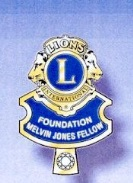 LIONS
L
INTERNATIONAL
FOUNDATION
MELVIN JONES FELLOW